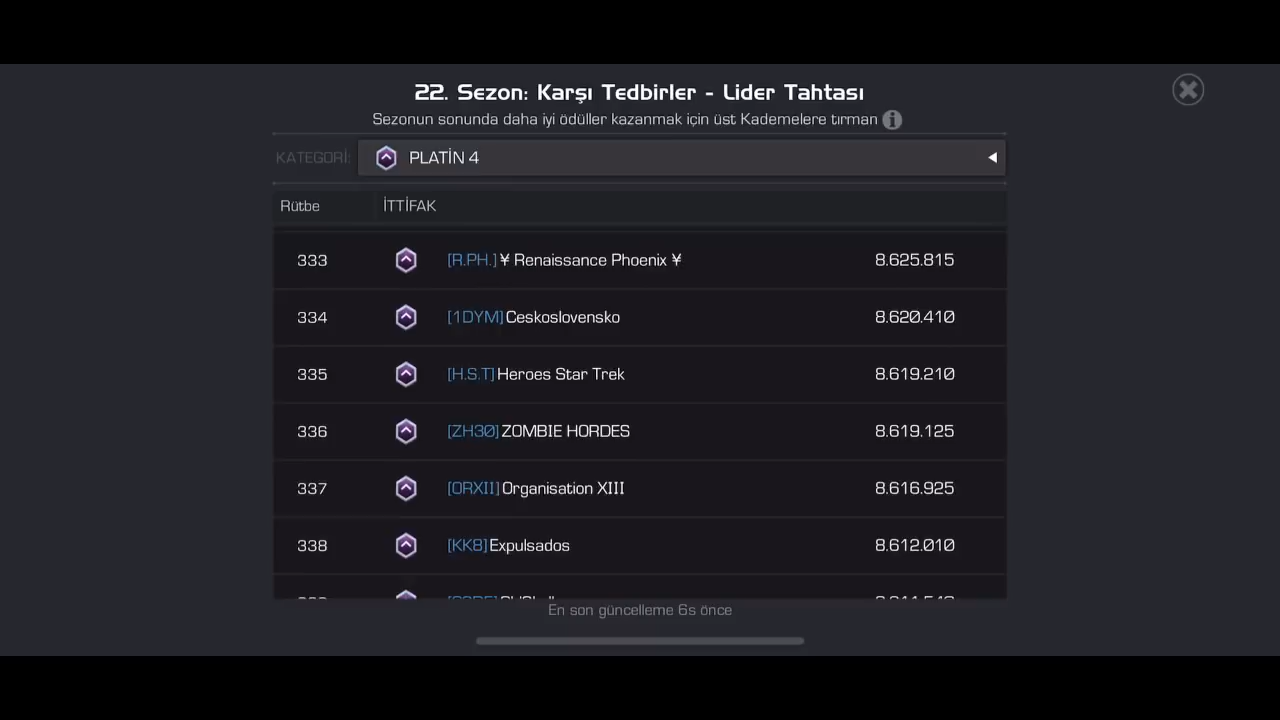 22. Sezon: Karşı Tedbirler - Lider Tahtası
Sezonun sonunda daha iyi ödüller kazanmak için üst Kademelere tırman
KATEGORİ: PLATİN 4
Rütbe İTTİFAK
333 [R.PH.]¥ Renaissance Phoenix ¥ 8.625.815
334 [1DYM]Ceskoslovensko 8.620.410
335 [H.S.T]Heroes Star Trek 8.619.210
336 [ZH30]ZOMBIE HORDES 8.619.125
337 [ORXII]Organisation XIII 8.616.925
338 [KKB]Expulsados 8.612.010
En son güncelleme 6s önce